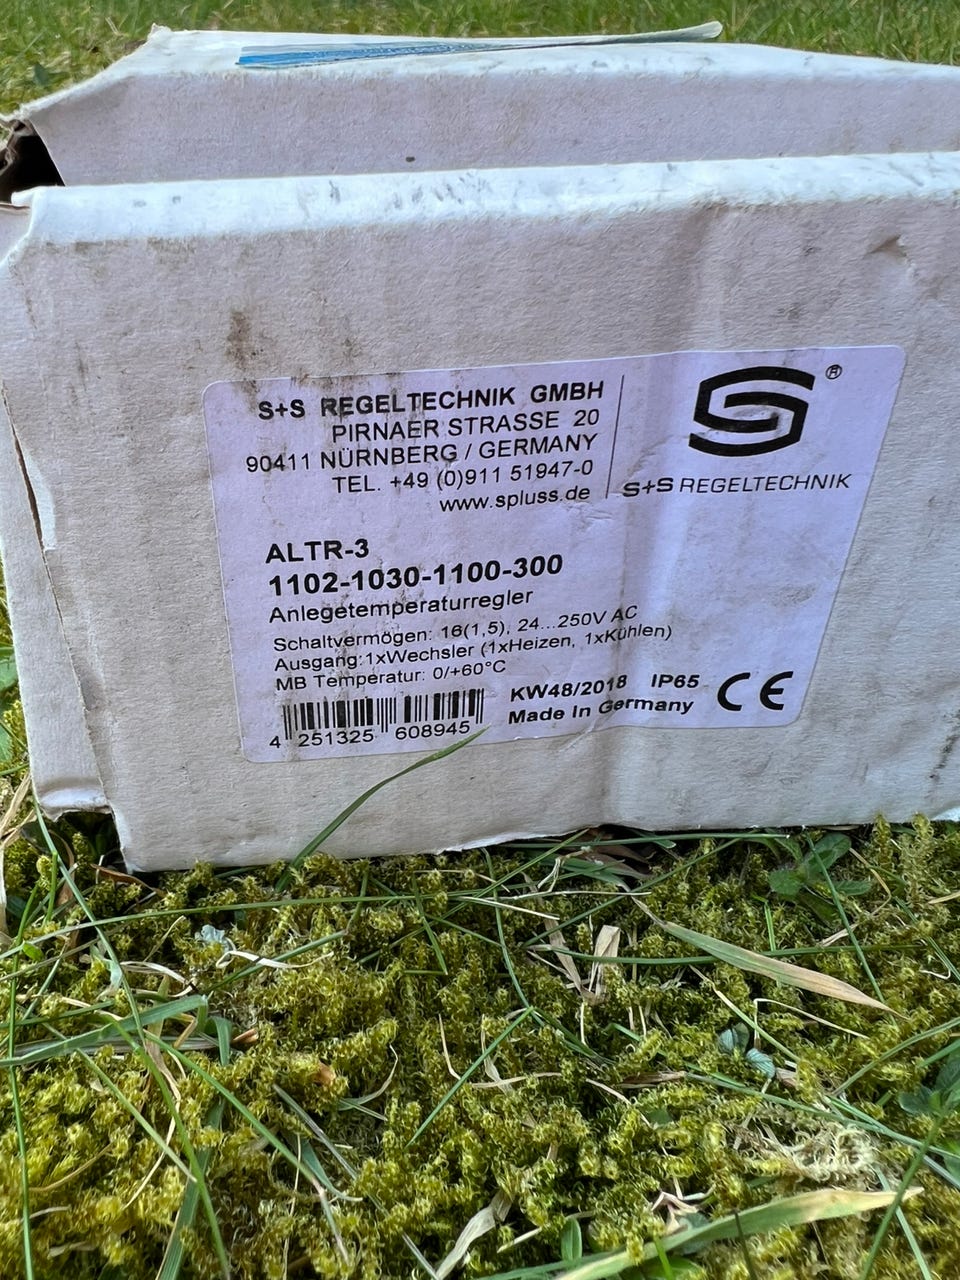 S+S REGELTECHNIK GMBH
PIRNAER STRASSE 20
90411 NÜRNBERG / GERMANY
TEL. +49 (0)911 51947-0
www.spluss.de
®
S+S REGELTECHNIK
ALTR-3
1102-1030-1100-300
Anlegetemperaturregler
Schaltvermögen: 16(1,5), 24...250V AC
Ausgang:1xWechsler (1xHeizen, 1xKühlen)
MB Temperatur: 0/+60°C
KW48/2018 IP65
Made In Germany
CE
4 251325 608945